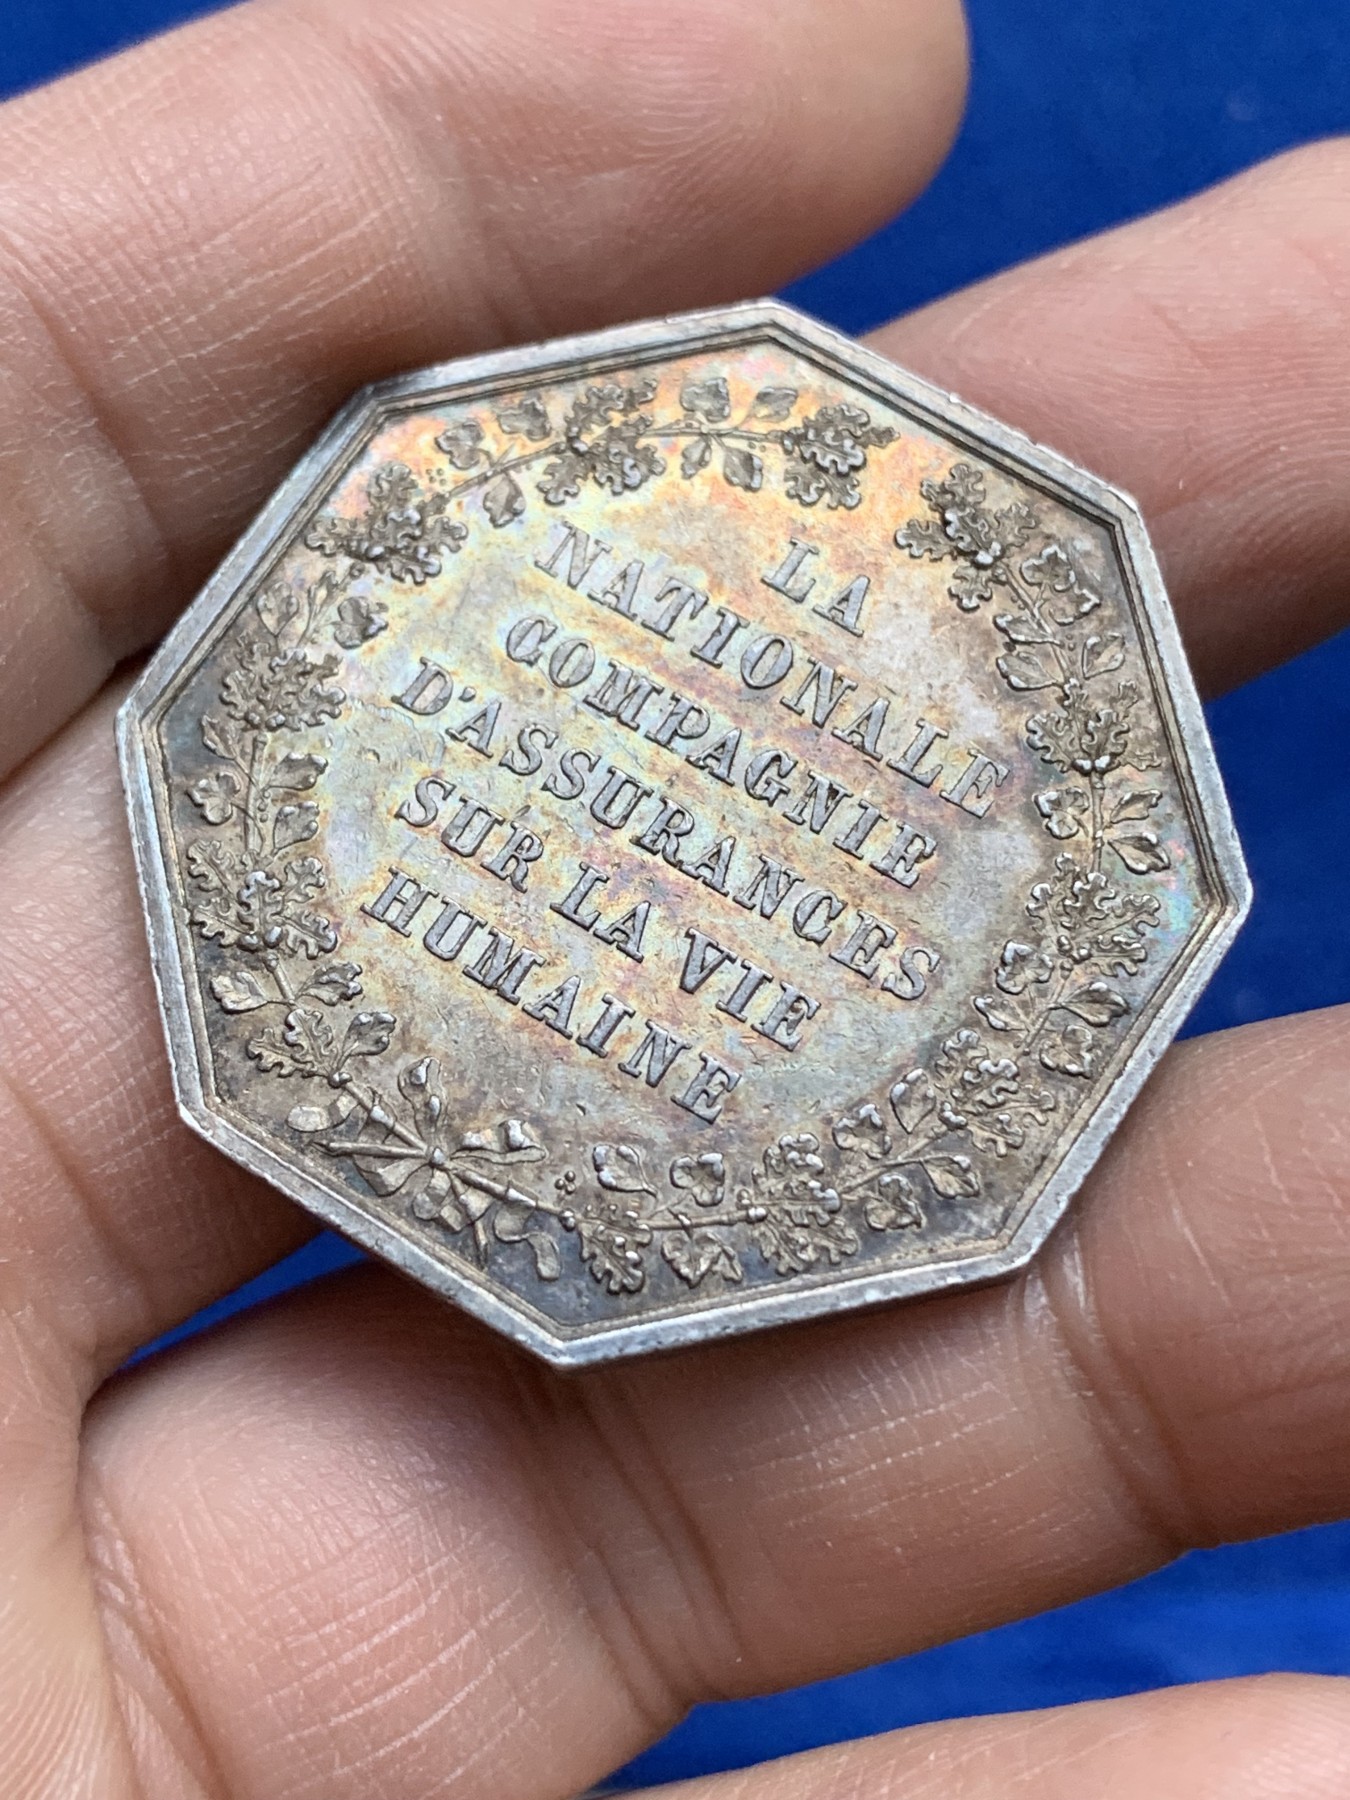 LA
NATIONALE
COMPAGNIE
D'ASSURANCES
SUR LA VIE
HUMAINE